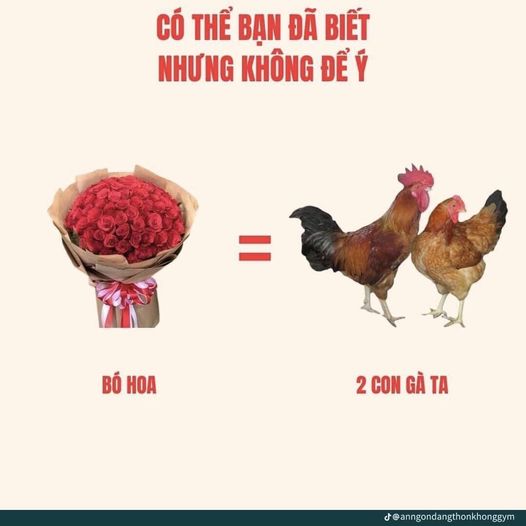 CÓ THỂ BẠN ĐÃ BIẾT
NHƯNG KHÔNG ĐỂ Ý
=
BÓ HOA
2 CON GÀ TA
@anngondangthonkhonggym